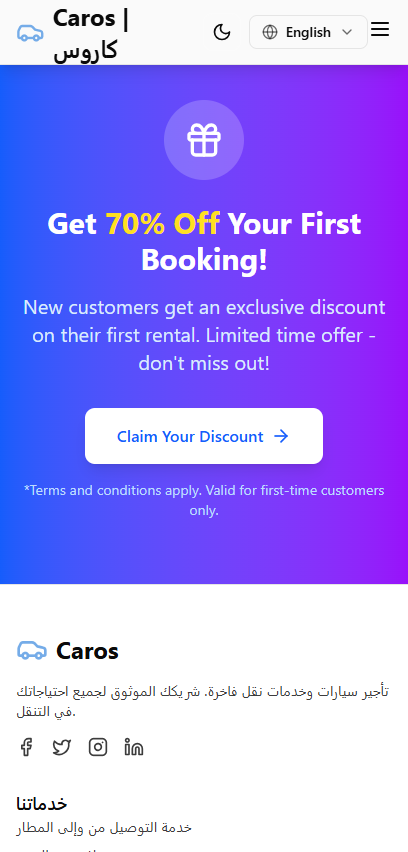 Caros |
كاروس
English
Get 70% Off Your First
Booking!
New customers get an exclusive discount
on their first rental. Limited time offer -
don't miss out!
Claim Your Discount
*Terms and conditions apply. Valid for first-time customers
only.
Caros
تأجير سيارات وخدمات نقل فاخرة. شريكك الموثوق لجميع احتياجاتك
في التنقل.
خدماتنا
خدمة التوصيل من وإلى المطار